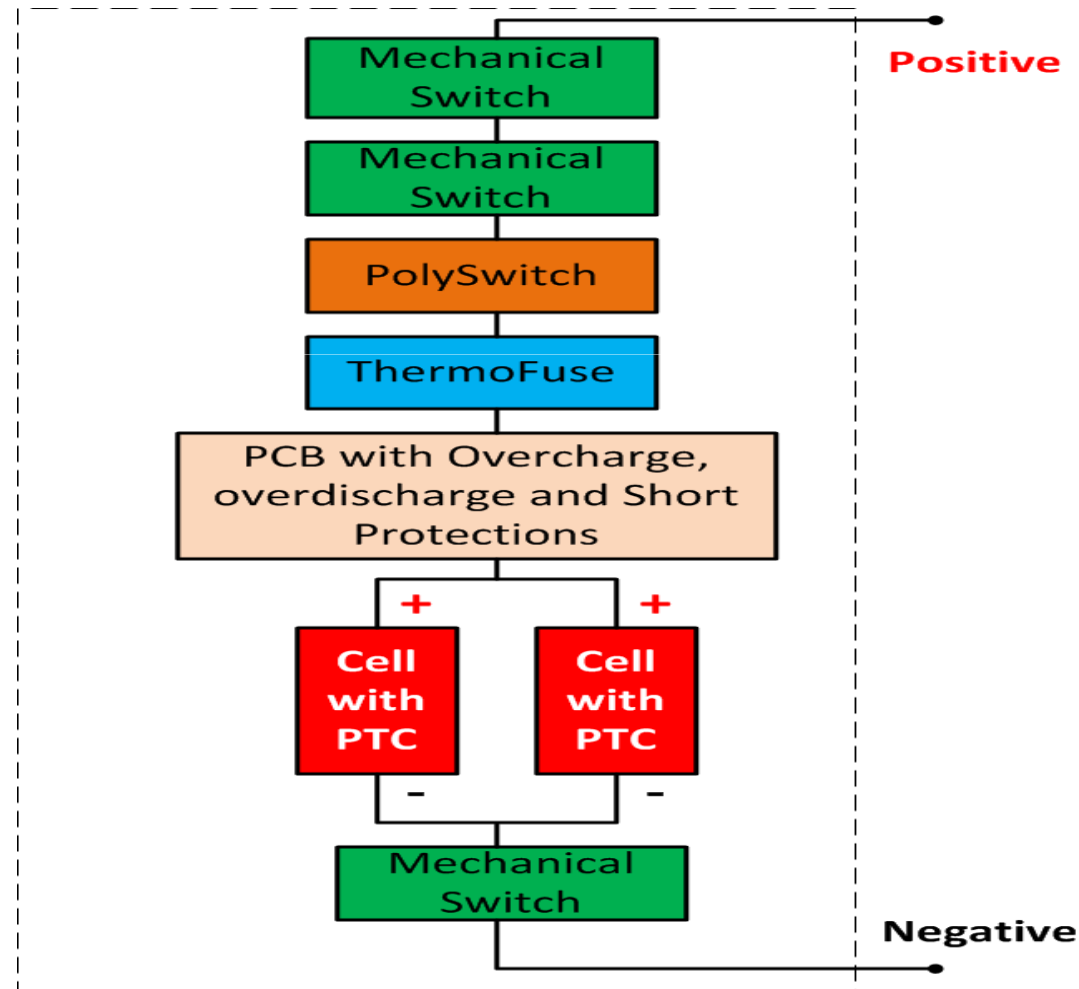 Positive
Mechanical
Switch
Mechanical
Switch
PolySwitch
ThermoFuse
PCB with Overcharge,
overdischarge and Short
Protections
+ +
Cell
with
PTC
Cell
with
PTC
- -
Mechanical
Switch
Negative